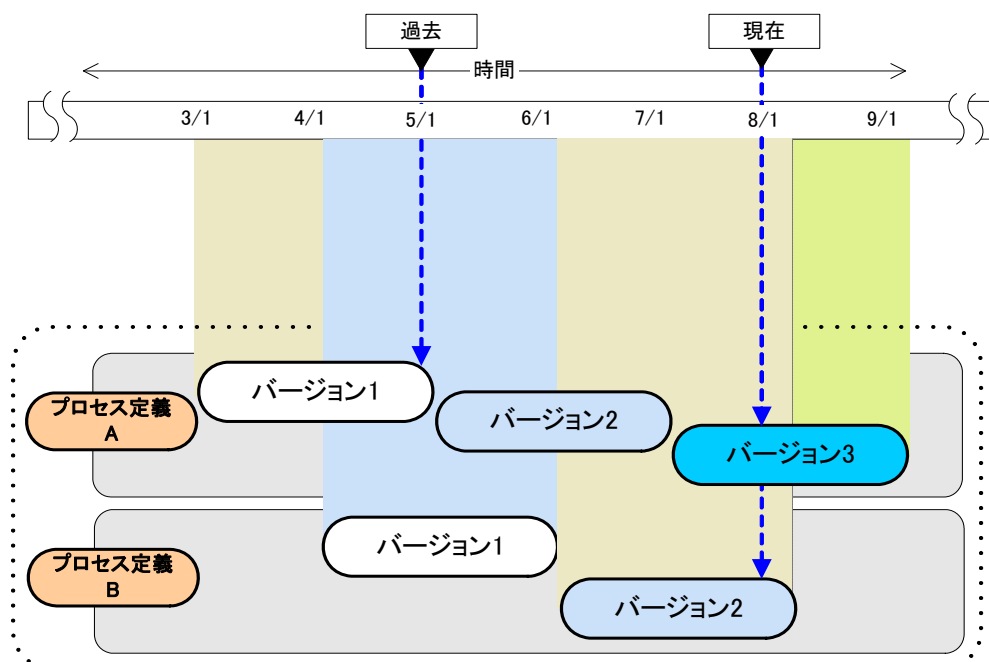 過去
現在
時間
3/1 4/1 5/1 6/1 7/1 8/1 9/1
プロセス定義
A
バージョン1
バージョン2
バージョン3
プロセス定義
B
バージョン1
バージョン2